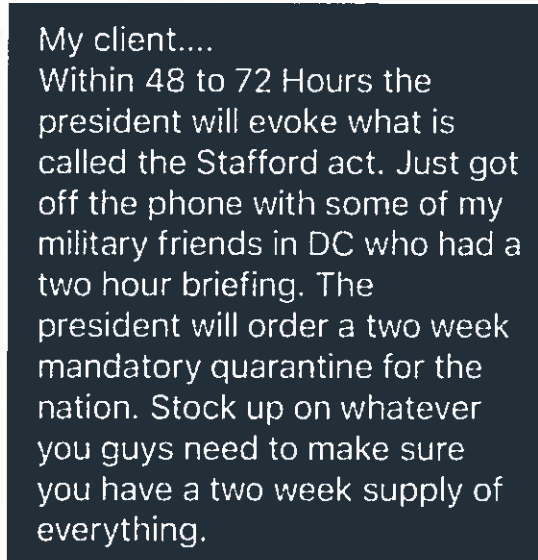 My client....
Within 48 to 72 Hours the
president will evoke what is
called the Stafford act. Just got
off the phone with some of my
military friends in DC who had a
two hour briefing. The
president will order a two week
mandatory quarantine for the
nation. Stock up on whatever
you guys need to make sure
you have a two week supply of
everything.